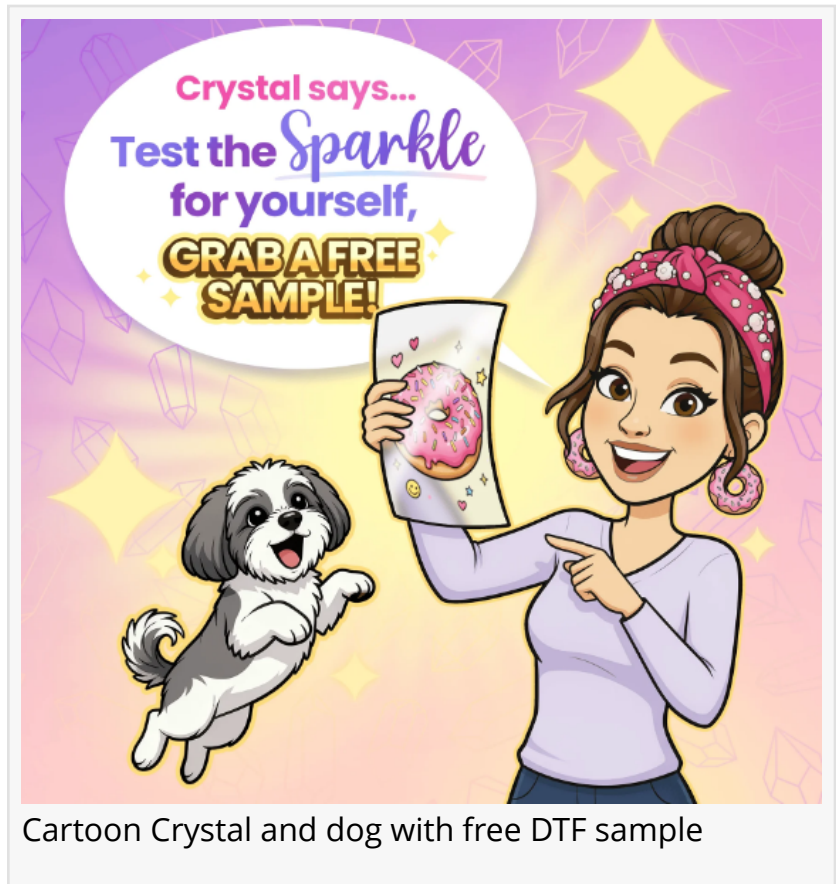 Crystal says...
Test the Sparkle
for yourself,
GRAB A FREE
SAMPLE!
Cartoon Crystal and dog with free DTF sample